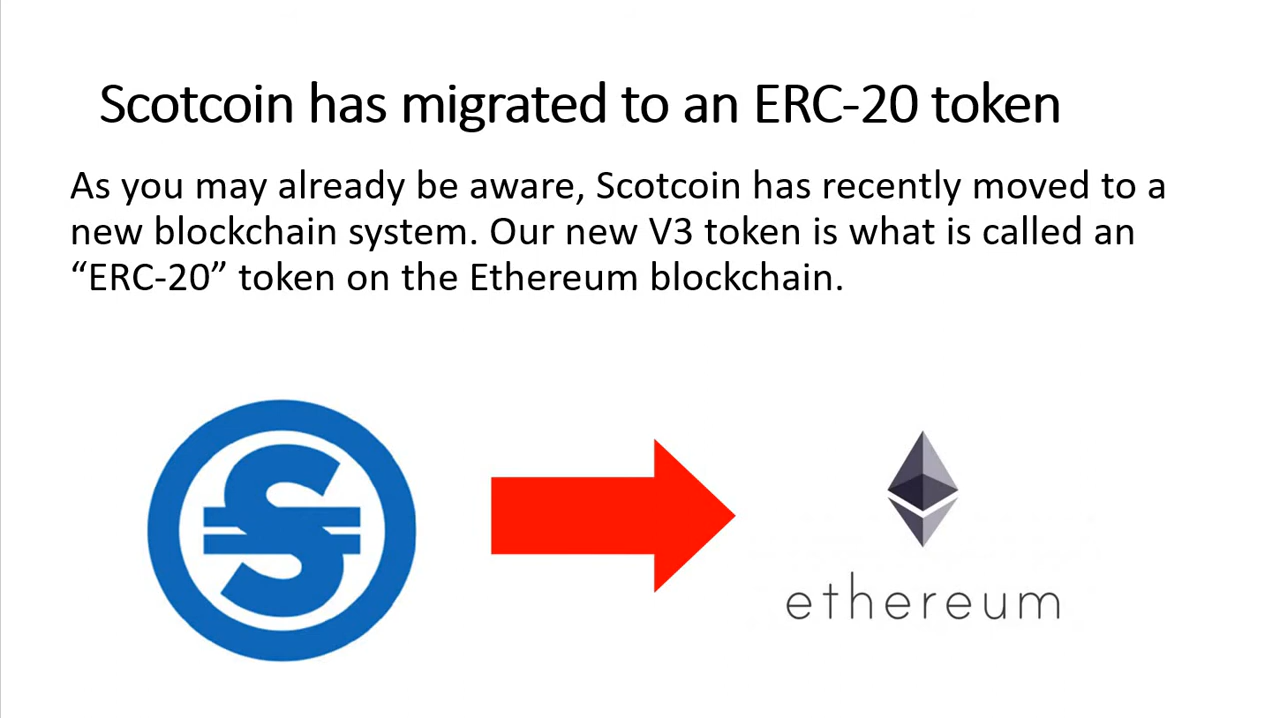 Scotcoin has migrated to an ERC-20 token
As you may already be aware, Scotcoin has recently moved to a
new blockchain system. Our new V3 token is what is called an
“ERC-20” token on the Ethereum blockchain.
ethereum